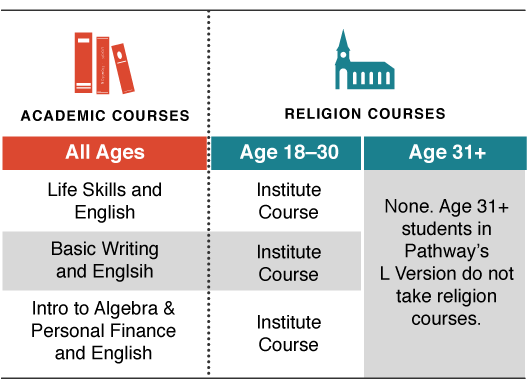 ACADEMIC COURSES
RELIGION COURSES
All Ages
Age 18–30
Age 31+
Life Skills and
English
Institute
Course
None. Age 31+
students in
Pathway's
L Version do not
take religion
courses.
Basic Writing
and Englsih
Institute
Course
Intro to Algebra &
Personal Finance
and English
Institute
Course